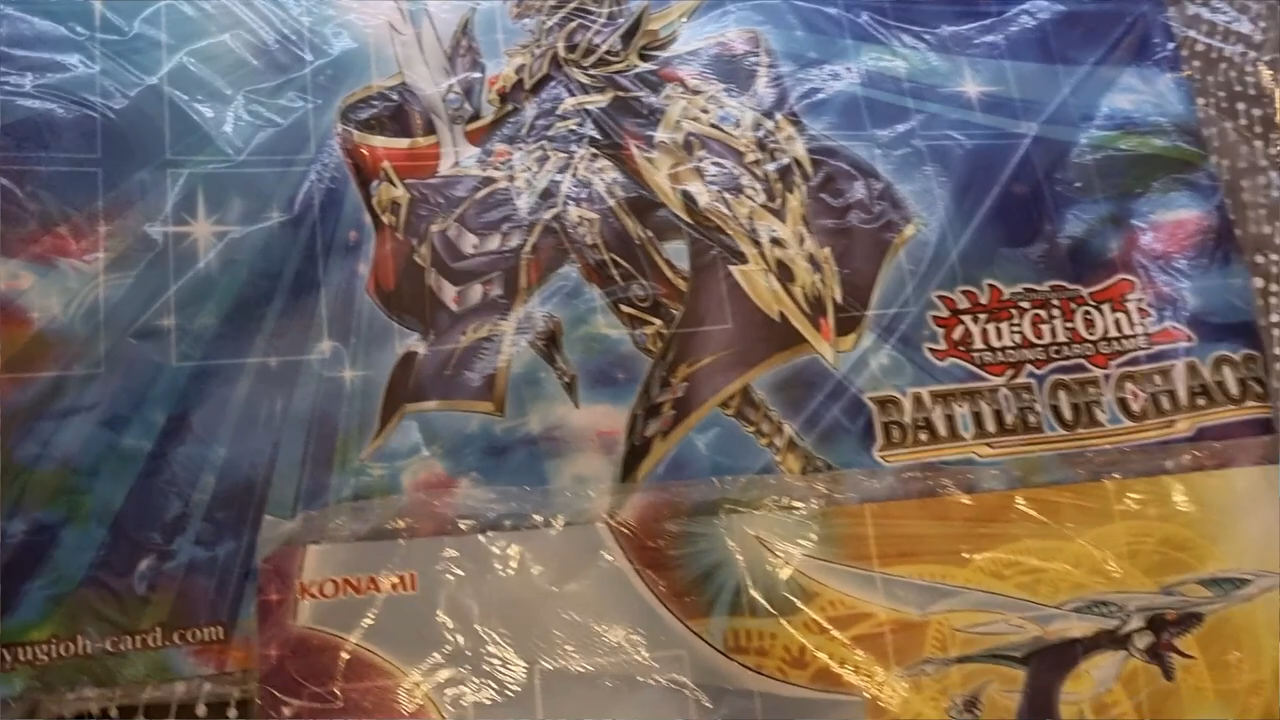 Yu-Gi-Oh!
TRADING CARD GAME
BATTLE OF CHAOS
KONAMI
yugioh-card.com